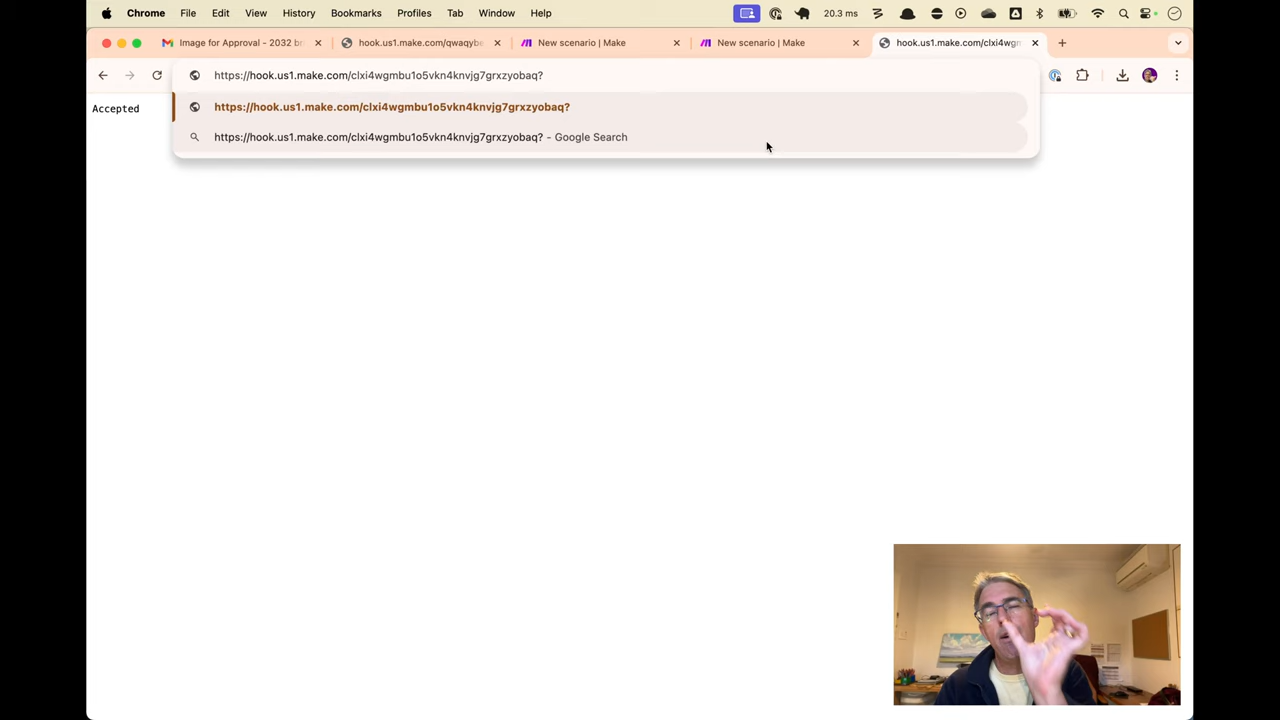 Chrome File Edit View History Bookmarks Profiles Tab Window Help 20.3 ms
Image for Approval - 2032 br
hook.us1.make.com/qwaqybe
New scenario | Make
New scenario | Make
hook.us1.make.com/clxi4wgm
https://hook.us1.make.com/clxi4wgmbu1o5vkn4knvjg7grxzyobaq?
Accepted
https://hook.us1.make.com/clxi4wgmbu1o5vkn4knvjg7grxzyobaq?
https://hook.us1.make.com/clxi4wgmbu1o5vkn4knvjg7grxzyobaq? - Google Search